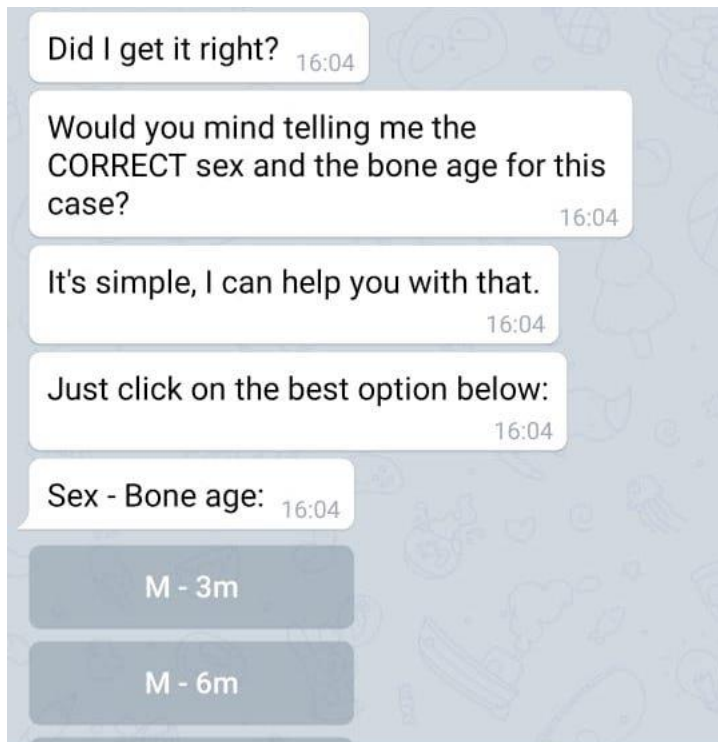 Did I get it right? 16:04
Would you mind telling me the
CORRECT sex and the bone age for this
case?
16:04
It's simple, I can help you with that.
16:04
Just click on the best option below:
16:04
Sex - Bone age: 16:04
M - 3m
M - 6m